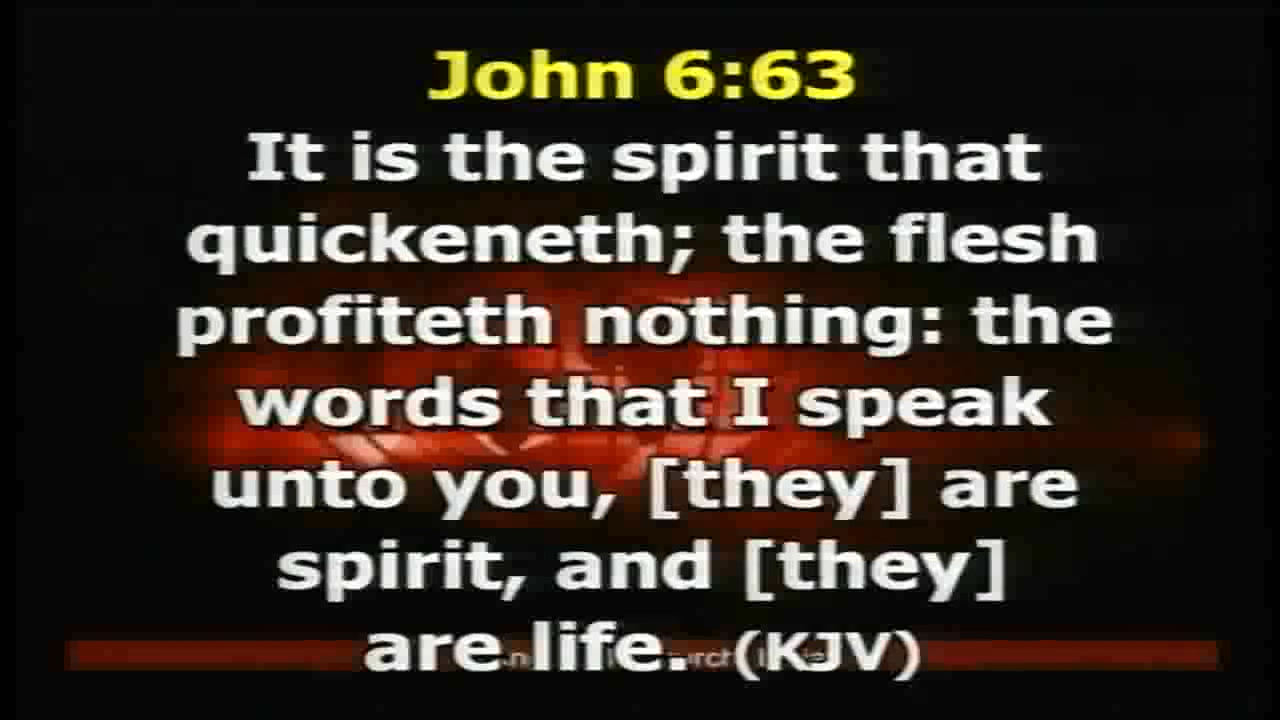 John 6:63
It is the spirit that
quickeneth; the flesh
profiteth nothing: the
words that I speak
unto you, [they] are
spirit, and [they]
are life. (KJV)